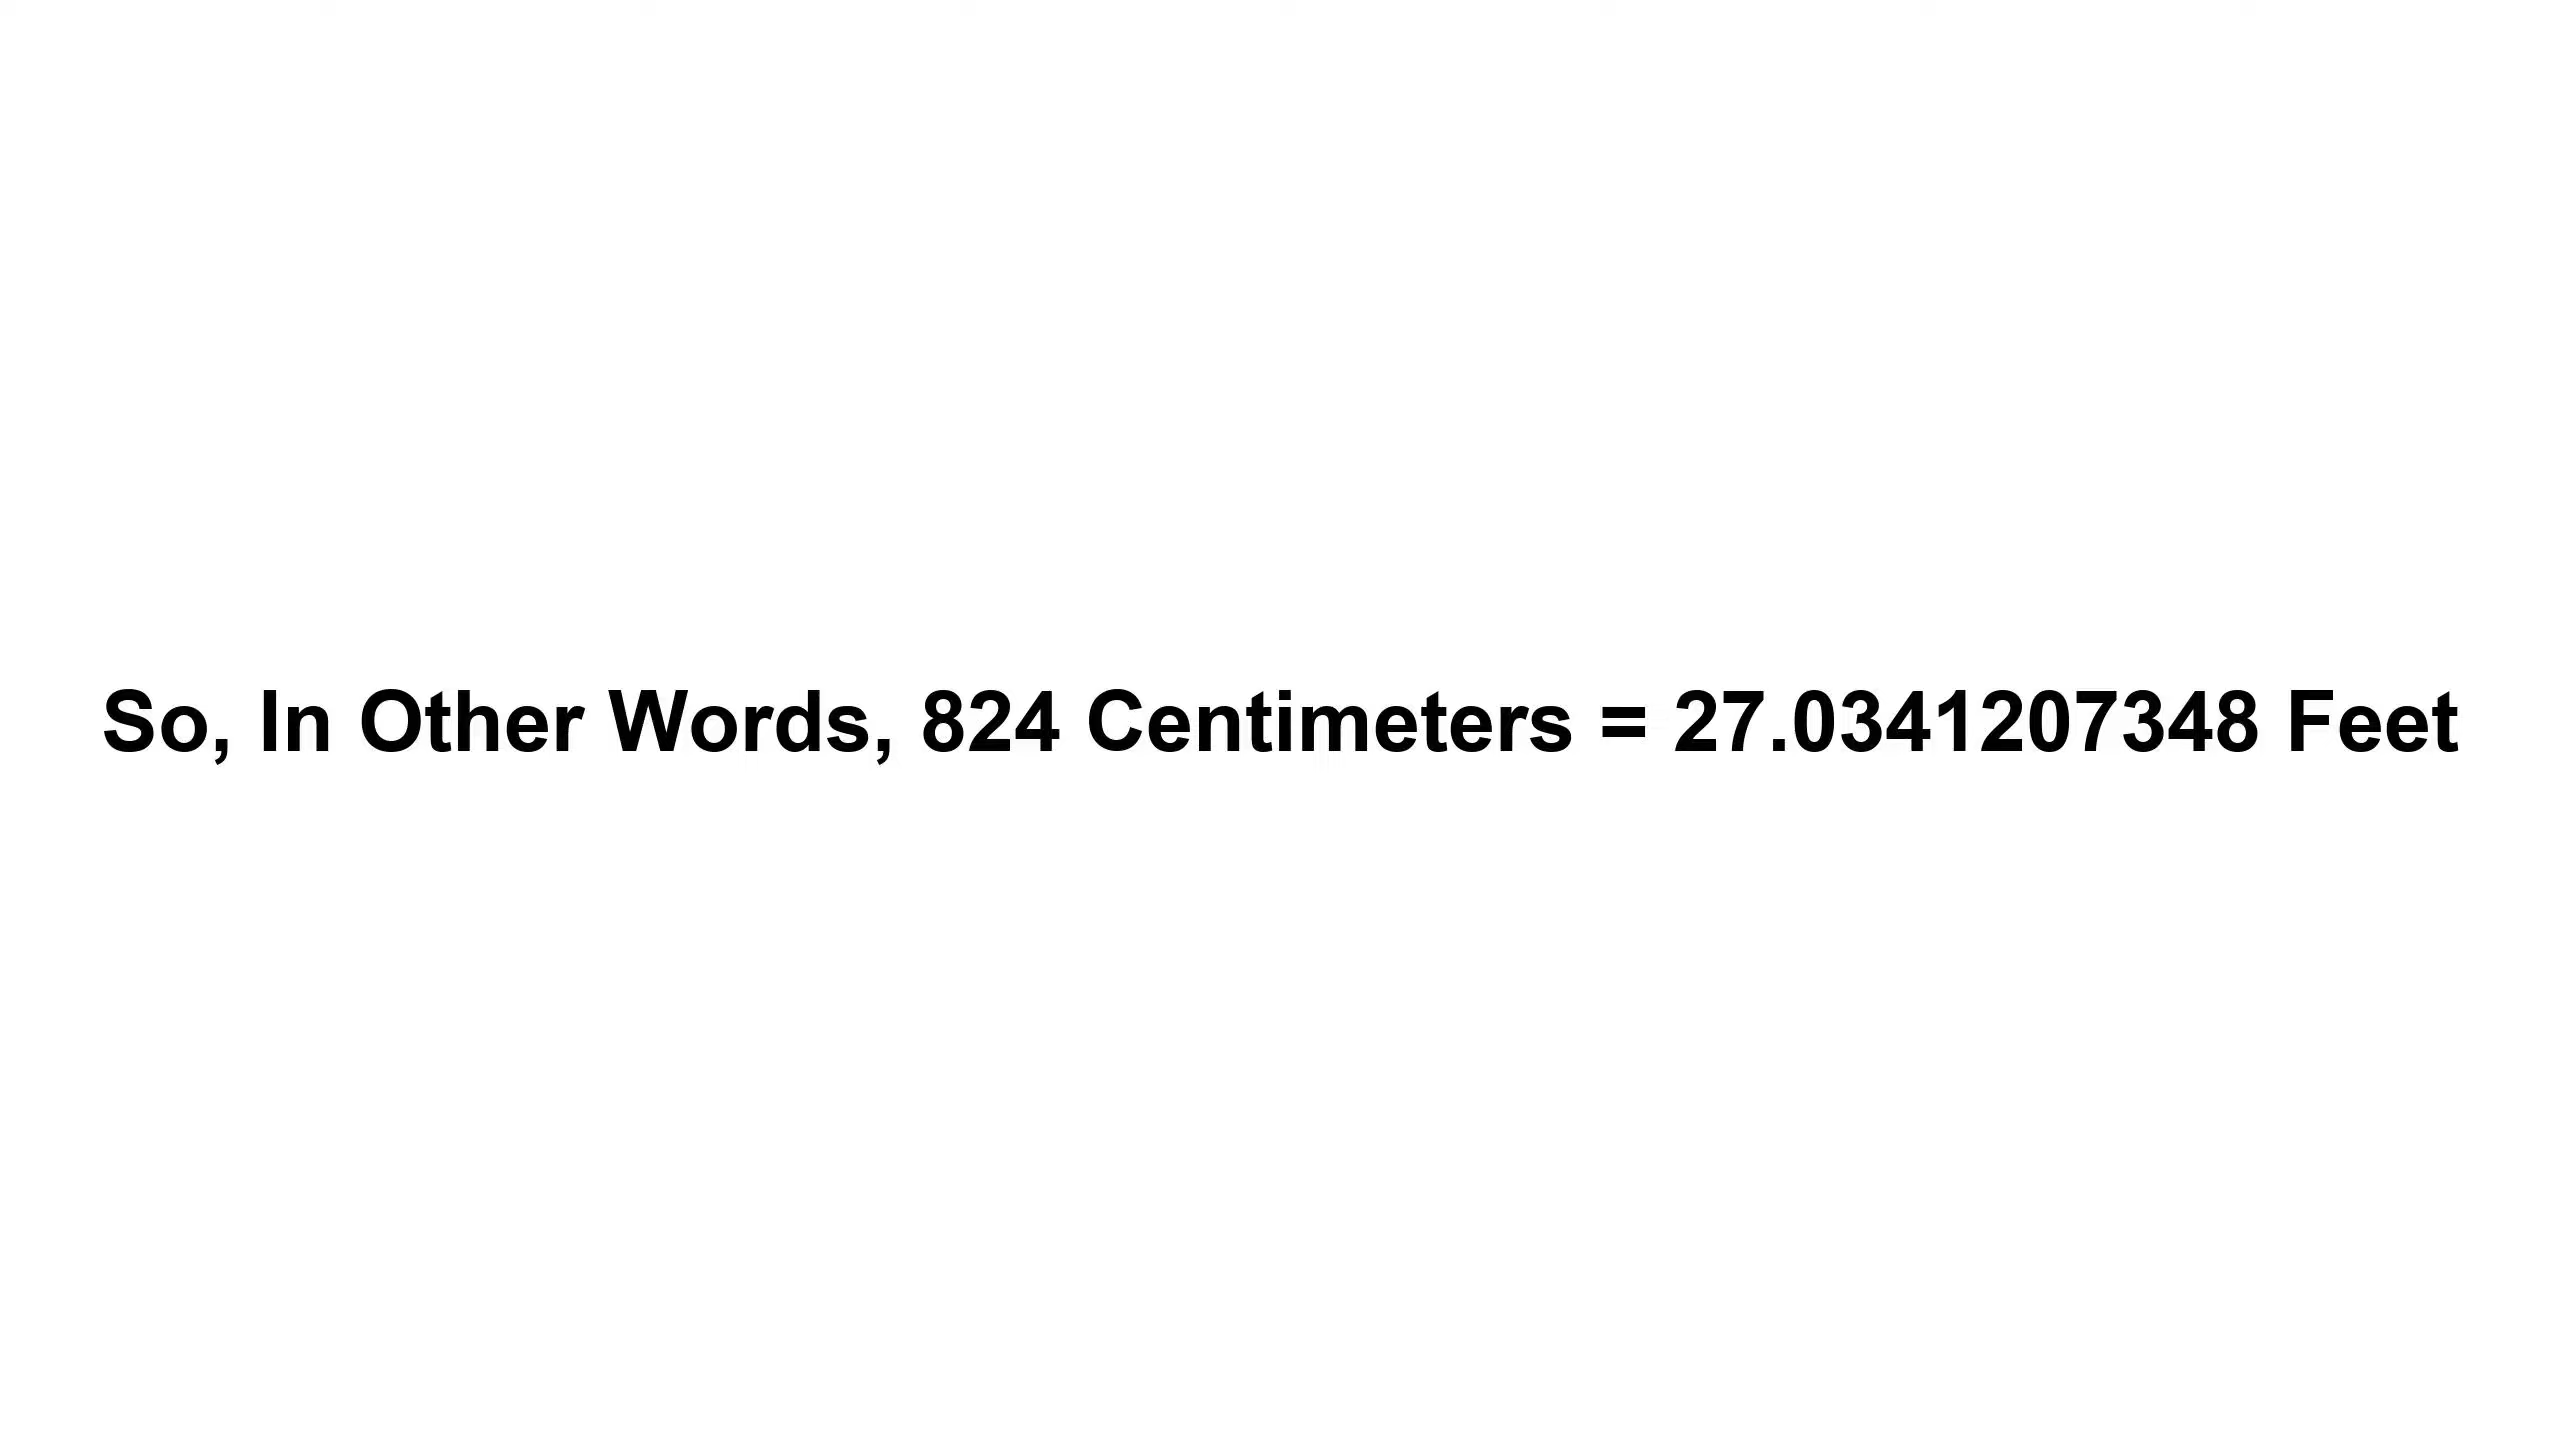 So, In Other Words, 824 Centimeters = 27.0341207348 Feet